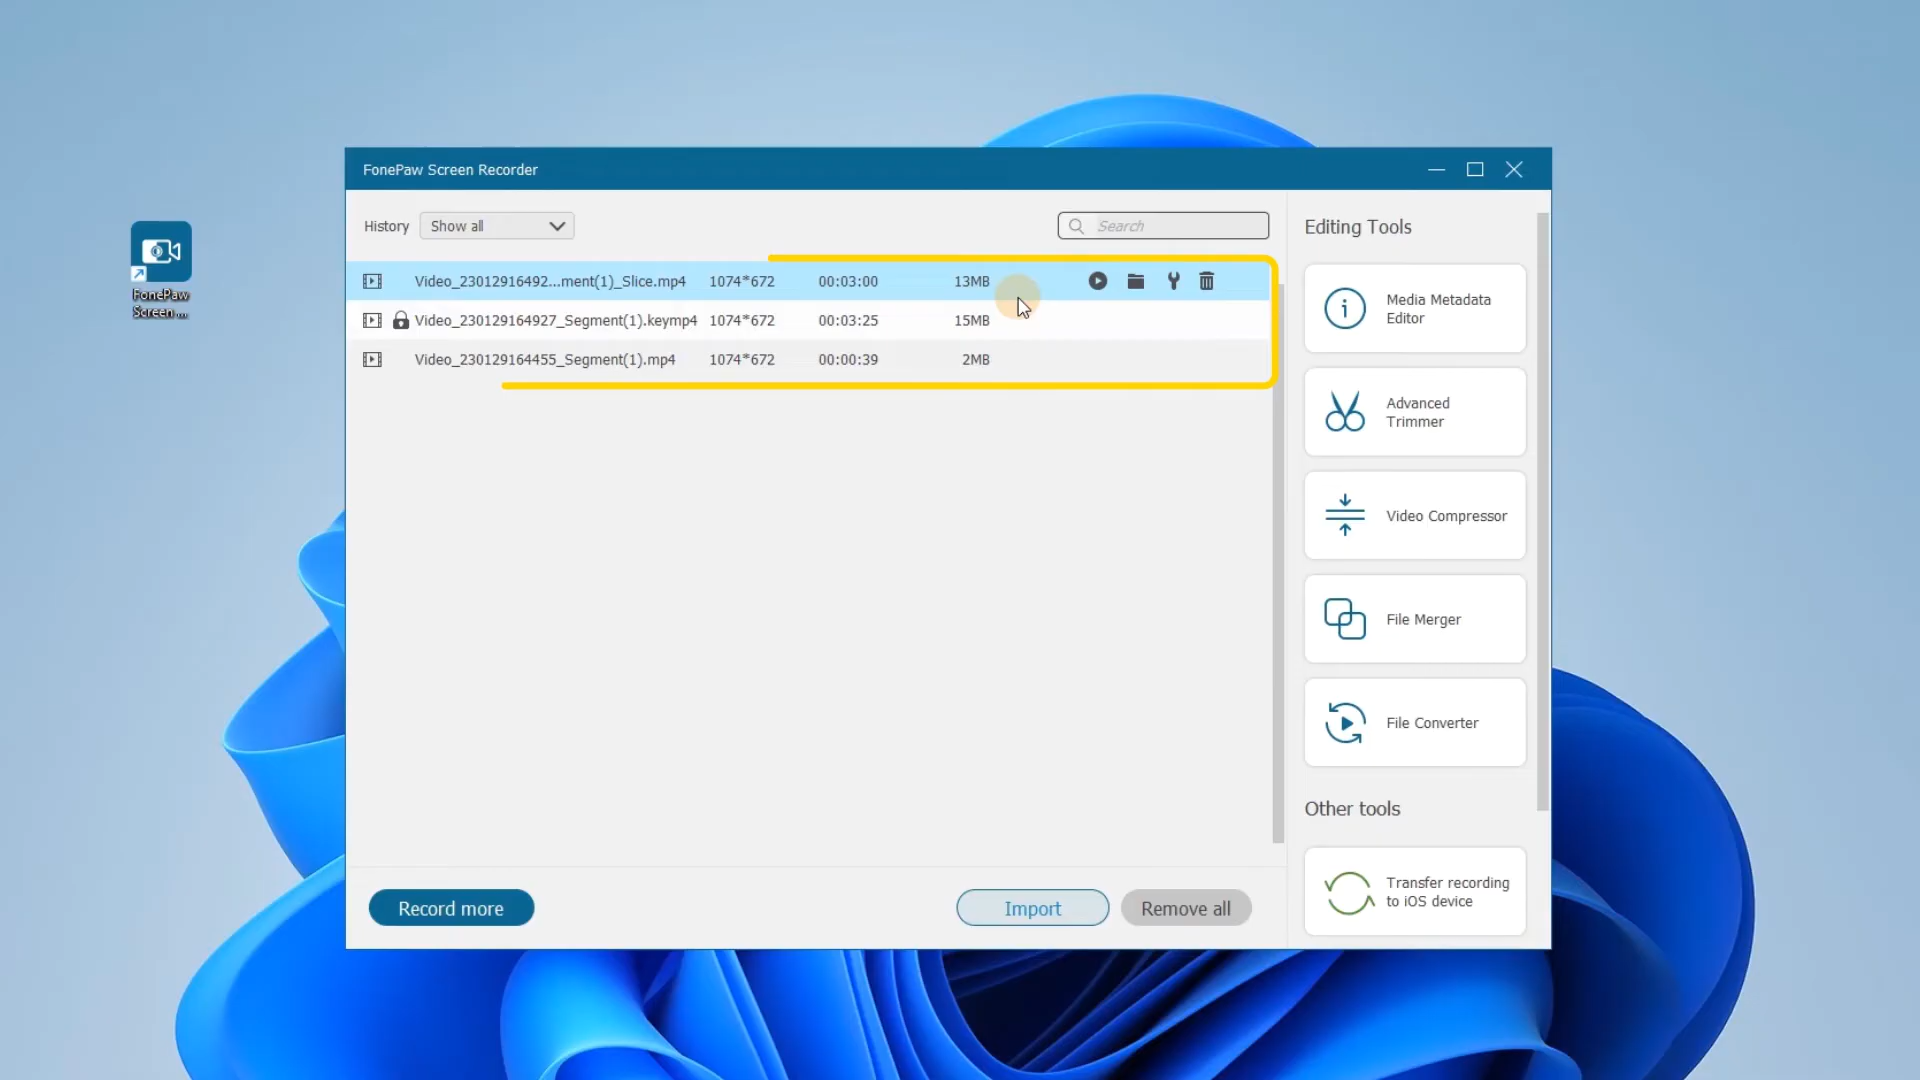 FonePaw Screen Recorder
History
Show all
Search
Video_23012916492...ment(1)_Slice.mp4 1074*672 00:03:00 13MB
Video_230129164927_Segment(1).keymp4 1074*672 00:03:25 15MB
Video_230129164455_Segment(1).mp4 1074*672 00:00:39 2MB
Record more
Import
Remove all
Editing Tools
Media Metadata
Editor
Advanced
Trimmer
Video Compressor
File Merger
File Converter
Other tools
Transfer recording
to iOS device
FonePaw
Screen ...